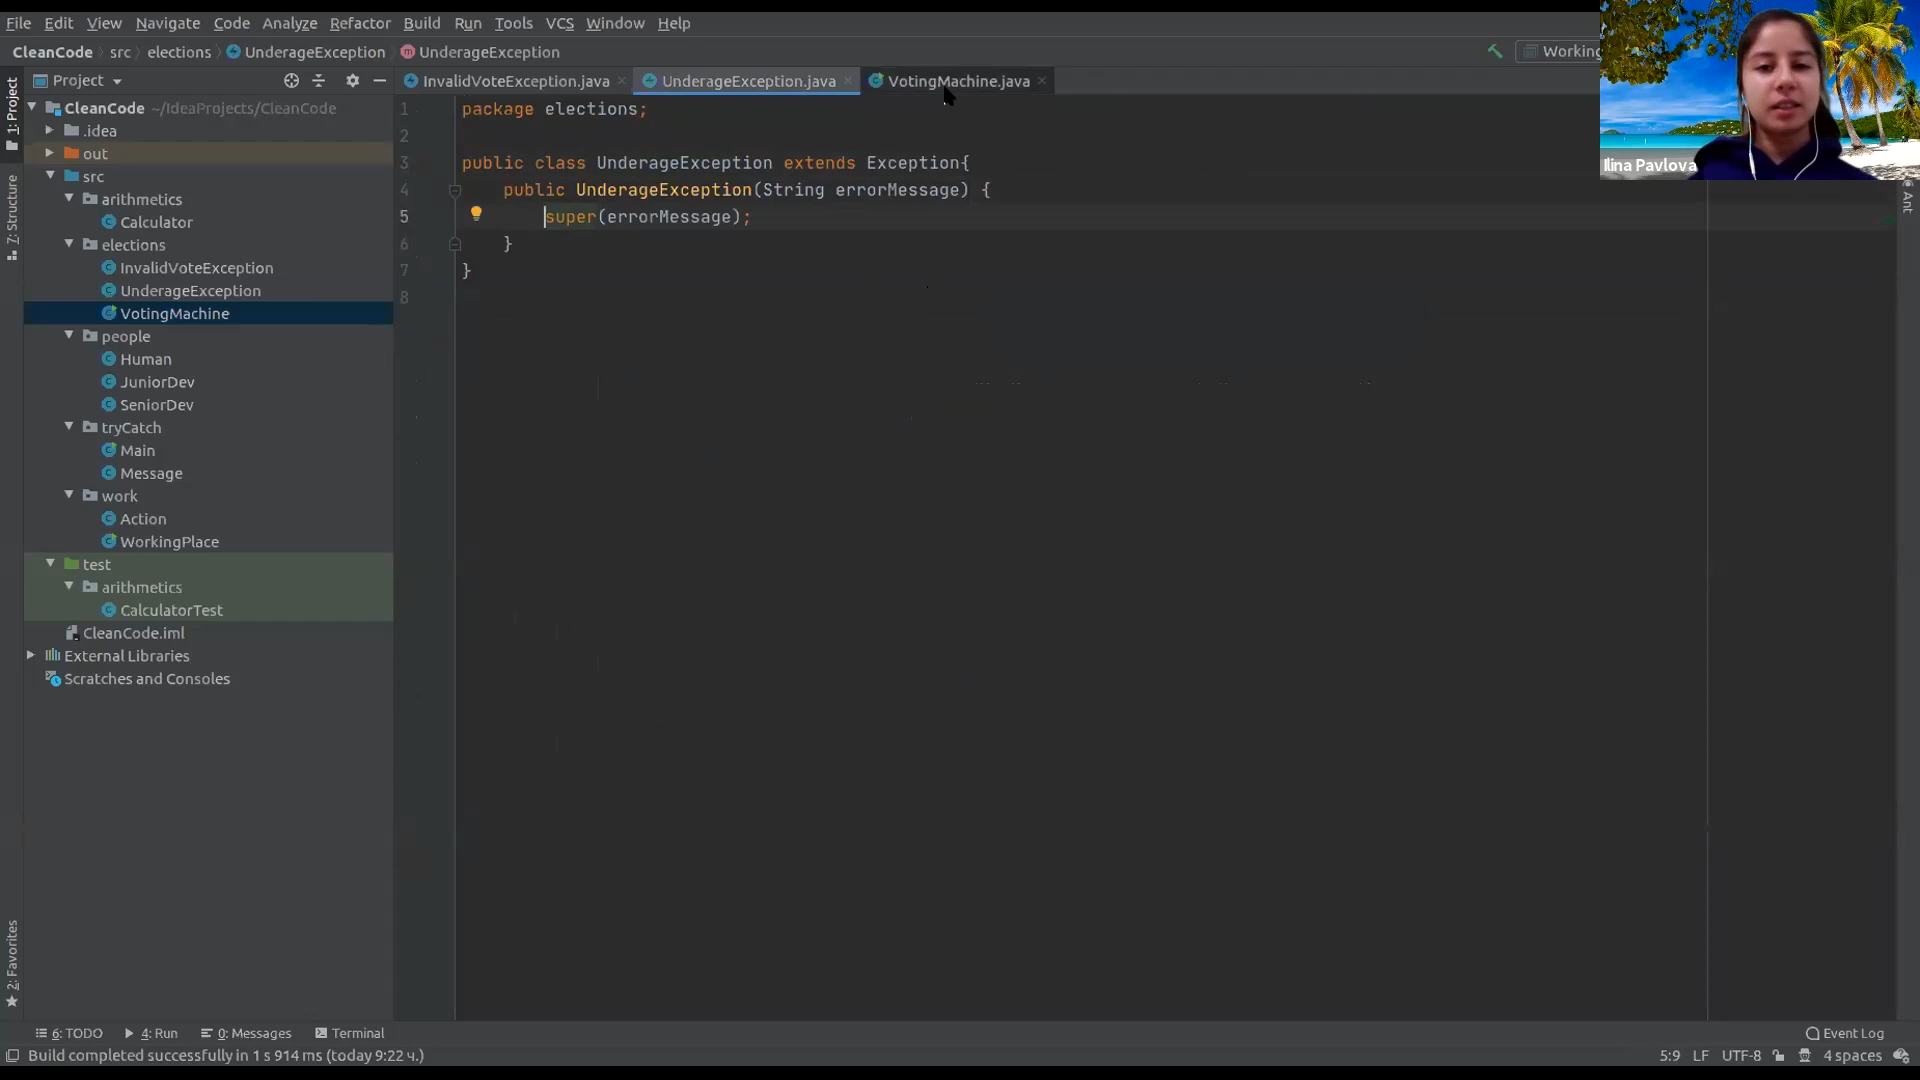 File Edit View Navigate Code Analyze Refactor Build Run Tools VCS Window Help
CleanCode src elections UnderageException UnderageException
Working
Ilina Pavlova
Project
InvalidVoteException.java UnderageException.java VotingMachine.java
1: Project
7: Structure
2: Favorites
Ant
CleanCode ~/IdeaProjects/CleanCode
.idea
out
src
arithmetics
Calculator
elections
InvalidVoteException
UnderageException
VotingMachine
people
Human
JuniorDev
SeniorDev
tryCatch
Main
Message
work
Action
WorkingPlace
test
arithmetics
CalculatorTest
CleanCode.iml
External Libraries
Scratches and Consoles
1 package elections;
2
3 public class UnderageException extends Exception{
4 public UnderageException(String errorMessage) {
5 super(errorMessage);
6 }
7 }
8
6: TODO 4: Run 0: Messages Terminal Event Log
Build completed successfully in 1 s 914 ms (today 9:22 ч.) 5:9 LF UTF-8 4 spaces